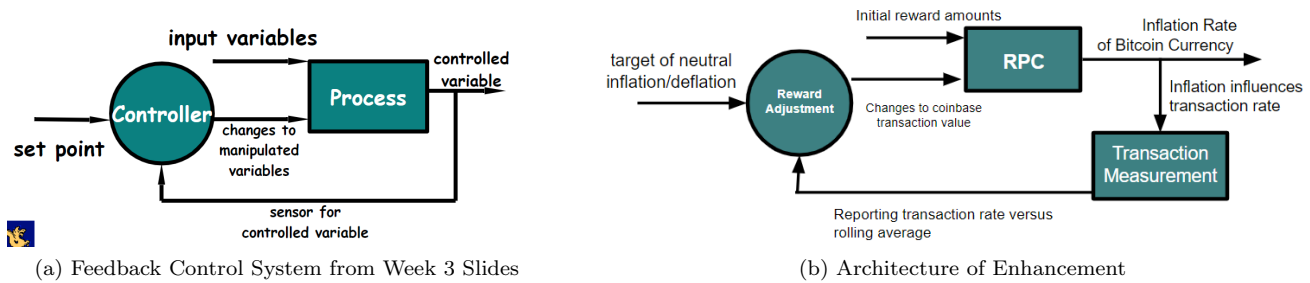 input variables
controlled
variable
Process
Controller
set point
changes to
manipulated
variables
sensor for
controlled variable
(a) Feedback Control System from Week 3 Slides
Initial reward amounts
Inflation Rate
of Bitcoin Currency
target of neutral
inflation/deflation
RPC
Reward
Adjustment
Changes to coinbase
transaction value
Inflation influences
transaction rate
Transaction
Measurement
Reporting transaction rate versus
rolling average
(b) Architecture of Enhancement